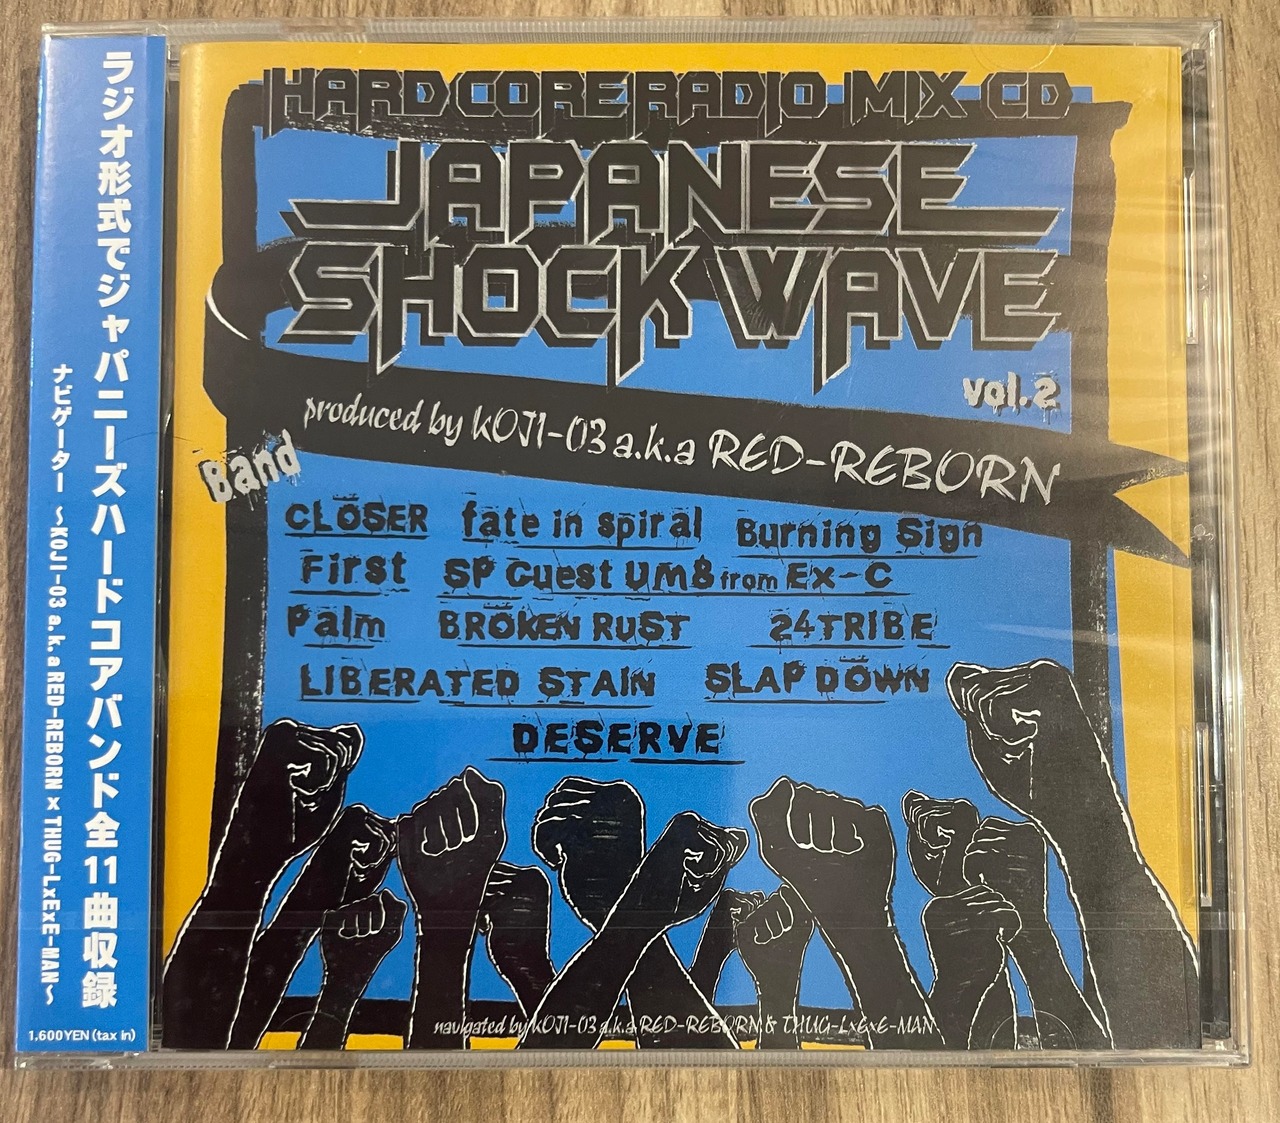 ラジオ形式でジャパニーズハードコアバンド全11曲収録
ナビゲーター ~KOJI-03 a.k.a RED-REBORN x THUG-LxExE-MAN~
1,600YEN (tax in)
HARDCORE RADIO MIX CD
JAPANESE
SHOCK WAVE
vol.2
produced by KOJI-03 a.k.a RED-REBORN
Band
CLOSER fate in spiral Burning Sign
First SP Guest UMB from Ex-C
Palm BROKEN RUST 24TRIBE
LIBERATED STAIN SLAP DOWN
DESERVE
navigated by KOJI-03 a.k.a RED-REBORN & THUG-LxExE-MAN